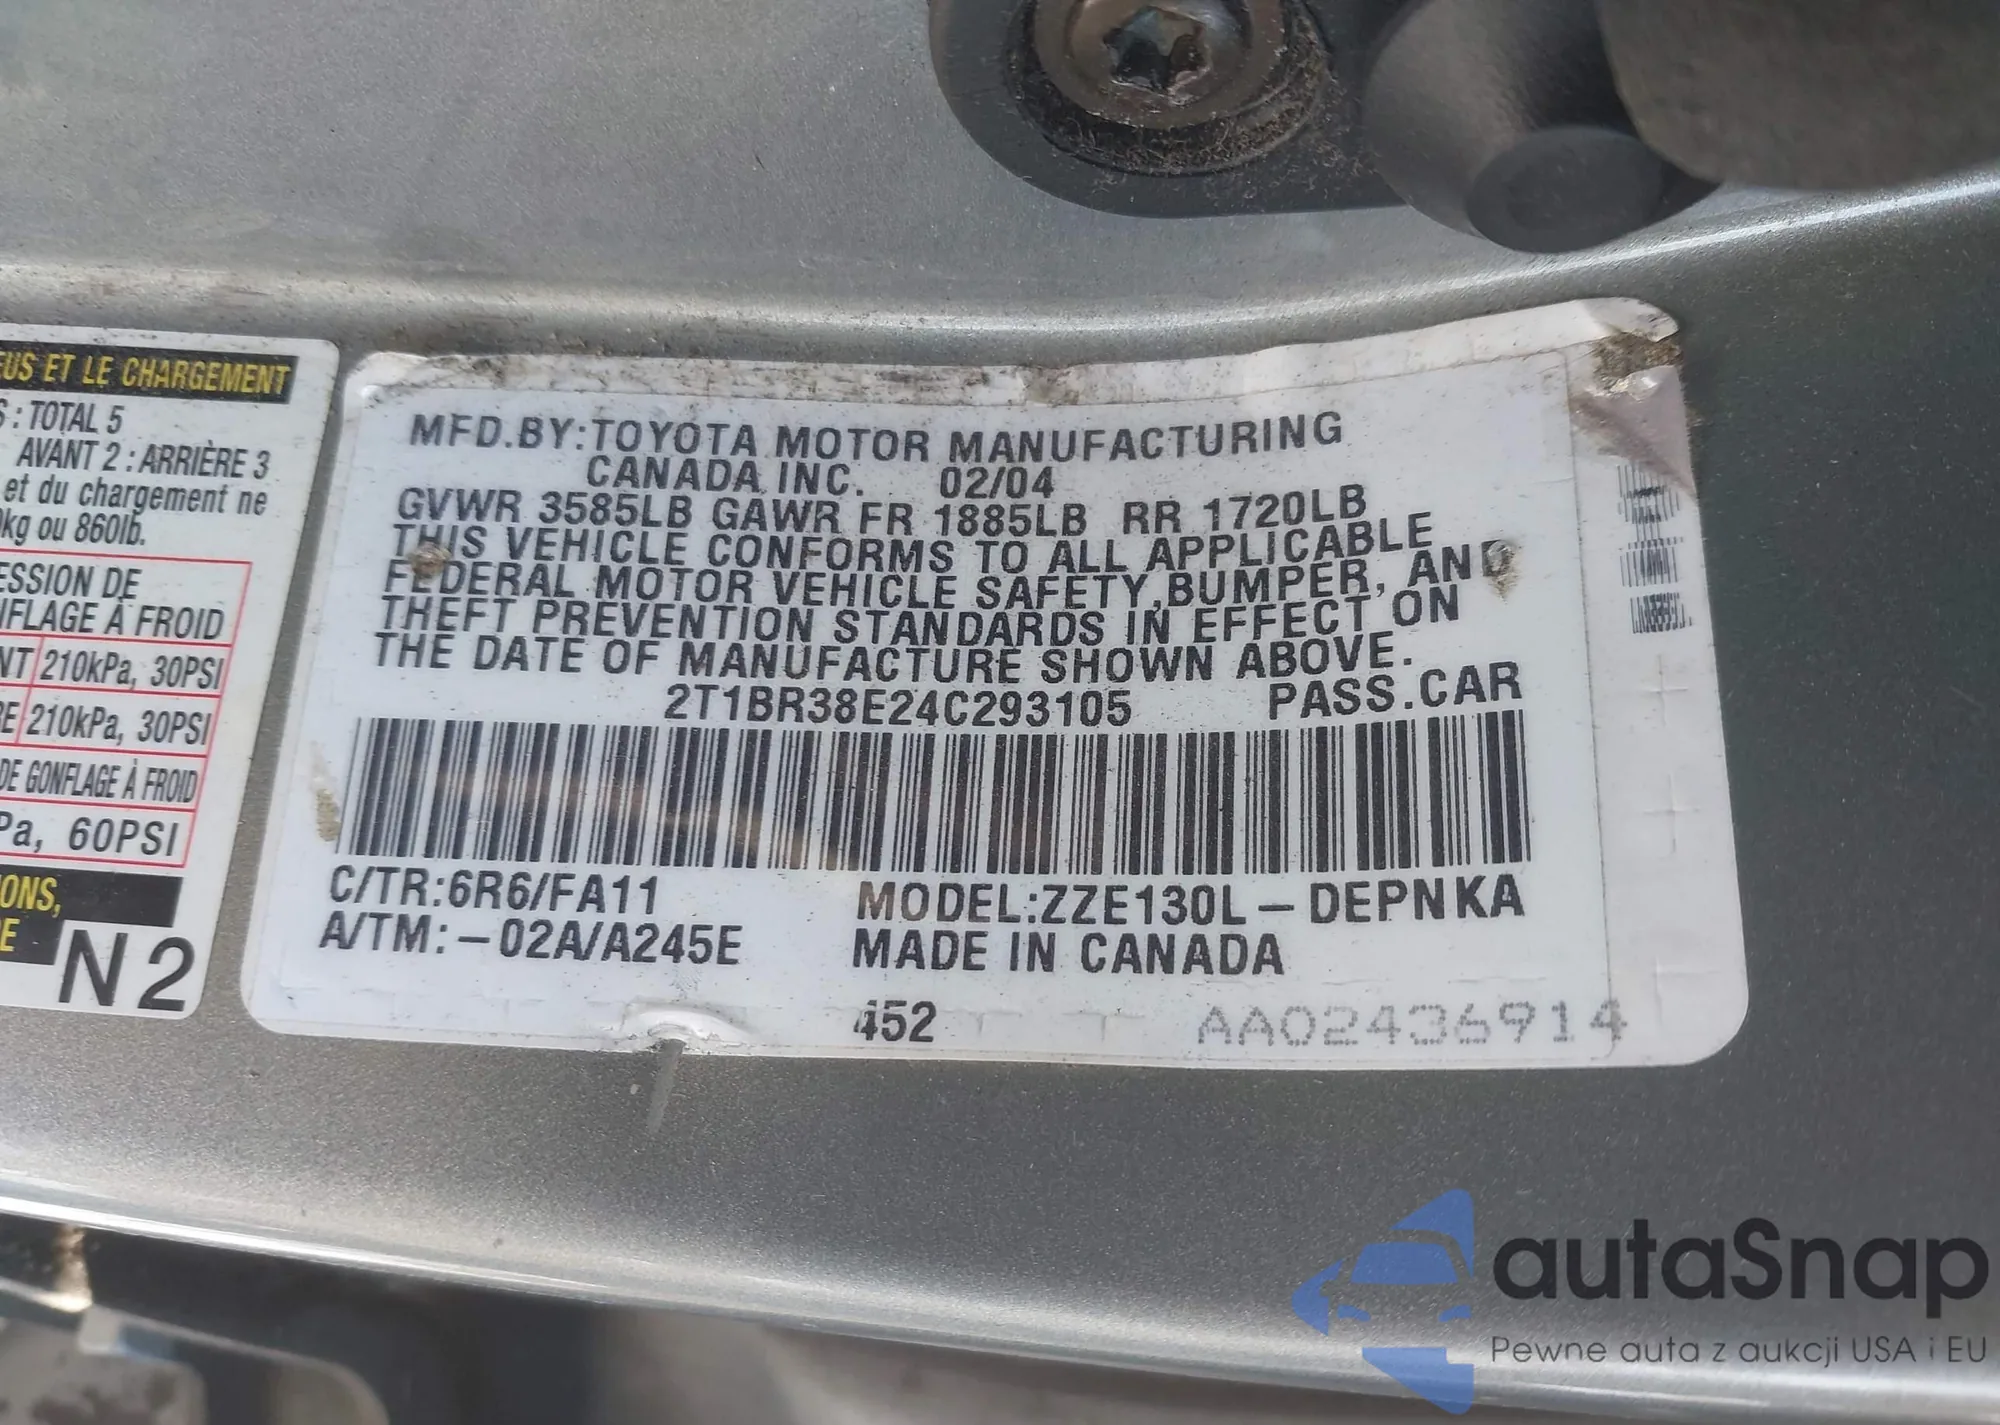 EUS ET LE CHARGEMENT
S : TOTAL 5
AVANT 2 : ARRIÈRE 3
et du chargement ne
0kg ou 860lb.
ESSION DE
NFLAGE À FROID
NT 210kPa, 30PSI
RE 210kPa, 30PSI
DE GONFLAGE À FROID
Pa, 60PSI
IONS,
E
N2
MFD.BY:TOYOTA MOTOR MANUFACTURING
CANADA INC. 02/04
GVWR 3585LB GAWR FR 1885LB RR 1720LB
THIS VEHICLE CONFORMS TO ALL APPLICABLE
FEDERAL MOTOR VEHICLE SAFETY,BUMPER, AND
THEFT PREVENTION STANDARDS IN EFFECT ON
THE DATE OF MANUFACTURE SHOWN ABOVE.
2T1BR38E24C293105 PASS.CAR
C/TR:6R6/FA11 MODEL:ZZE130L-DEPNKA
A/TM:-02A/A245E MADE IN CANADA
452 AA02436914
autaSnap
Pewne auta z aukcji USA i EU